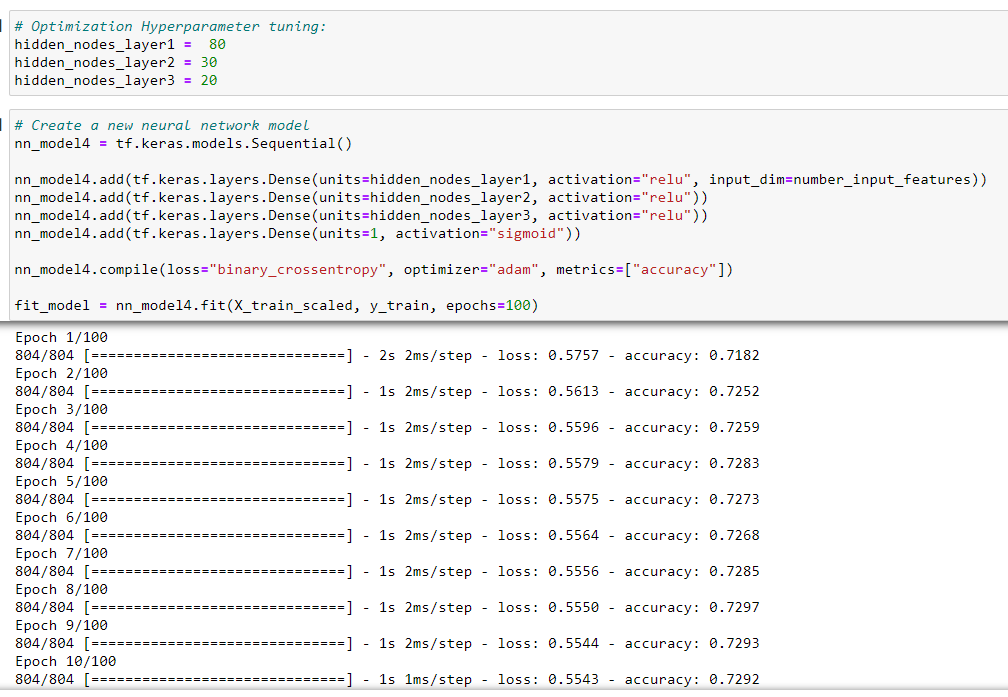 # Optimization Hyperparameter tuning:
hidden_nodes_layer1 =  80
hidden_nodes_layer2 = 30
hidden_nodes_layer3 = 20
# Create a new neural network model
nn_model4 = tf.keras.models.Sequential()
nn_model4.add(tf.keras.layers.Dense(units=hidden_nodes_layer1, activation="relu", input_dim=number_input_features))
nn_model4.add(tf.keras.layers.Dense(units=hidden_nodes_layer2, activation="relu"))
nn_model4.add(tf.keras.layers.Dense(units=hidden_nodes_layer3, activation="relu"))
nn_model4.add(tf.keras.layers.Dense(units=1, activation="sigmoid"))
nn_model4.compile(loss="binary_crossentropy", optimizer="adam", metrics=["accuracy"])
fit_model = nn_model4.fit(X_train_scaled, y_train, epochs=100)
Epoch 1/100
804/804 [==============================] - 2s 2ms/step - loss: 0.5757 - accuracy: 0.7182
Epoch 2/100
804/804 [==============================] - 1s 2ms/step - loss: 0.5613 - accuracy: 0.7252
Epoch 3/100
804/804 [==============================] - 1s 2ms/step - loss: 0.5596 - accuracy: 0.7259
Epoch 4/100
804/804 [==============================] - 1s 2ms/step - loss: 0.5579 - accuracy: 0.7283
Epoch 5/100
804/804 [==============================] - 1s 2ms/step - loss: 0.5575 - accuracy: 0.7273
Epoch 6/100
804/804 [==============================] - 1s 2ms/step - loss: 0.5564 - accuracy: 0.7268
Epoch 7/100
804/804 [==============================] - 1s 2ms/step - loss: 0.5556 - accuracy: 0.7285
Epoch 8/100
804/804 [==============================] - 1s 2ms/step - loss: 0.5550 - accuracy: 0.7297
Epoch 9/100
804/804 [==============================] - 1s 2ms/step - loss: 0.5544 - accuracy: 0.7293
Epoch 10/100
804/804 [==============================] - 1s 1ms/step - loss: 0.5543 - accuracy: 0.7292